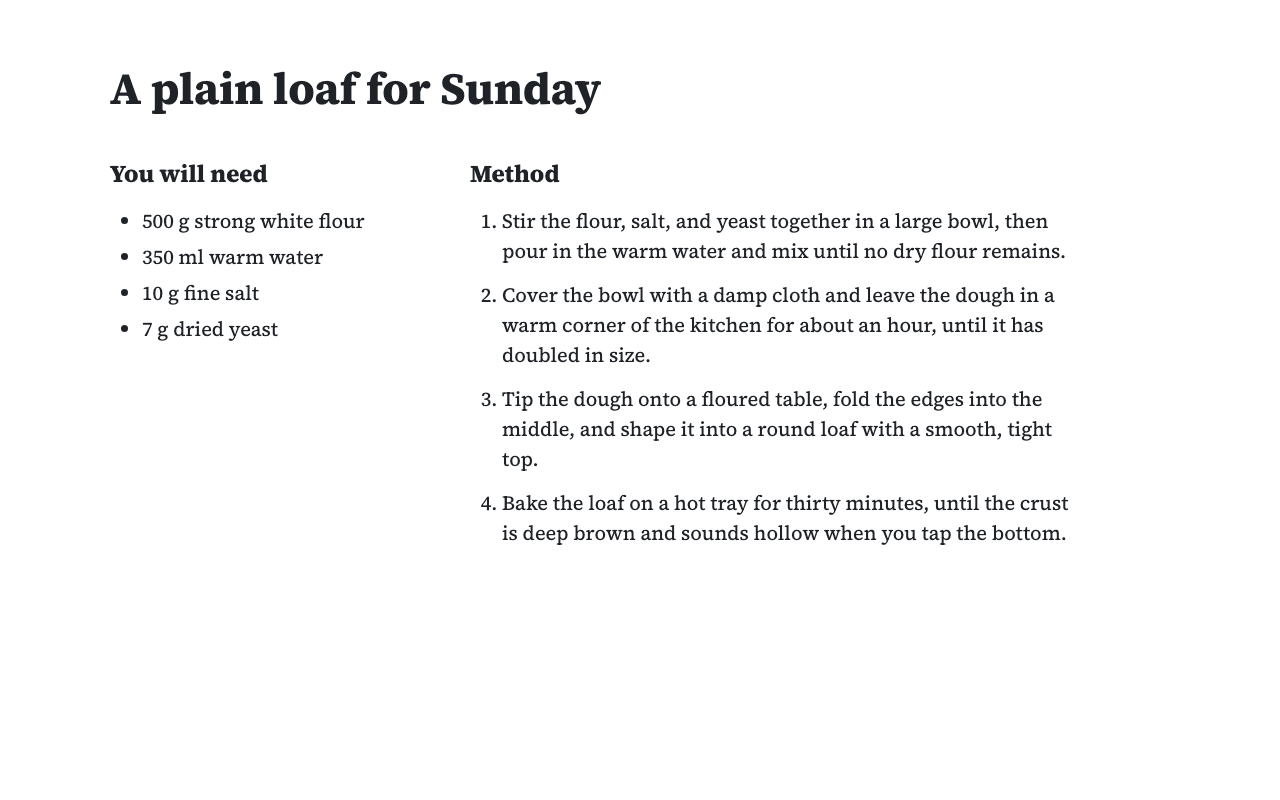 A plain loaf for Sunday
You will need
500 g strong white flour
350 ml warm water
10 g fine salt
7 g dried yeast
Method
1. Stir the flour, salt, and yeast together in a large bowl, then
pour in the warm water and mix until no dry flour remains.
2. Cover the bowl with a damp cloth and leave the dough in a
warm corner of the kitchen for about an hour, until it has
doubled in size.
3. Tip the dough onto a floured table, fold the edges into the
middle, and shape it into a round loaf with a smooth, tight
top.
4. Bake the loaf on a hot tray for thirty minutes, until the crust
is deep brown and sounds hollow when you tap the bottom.